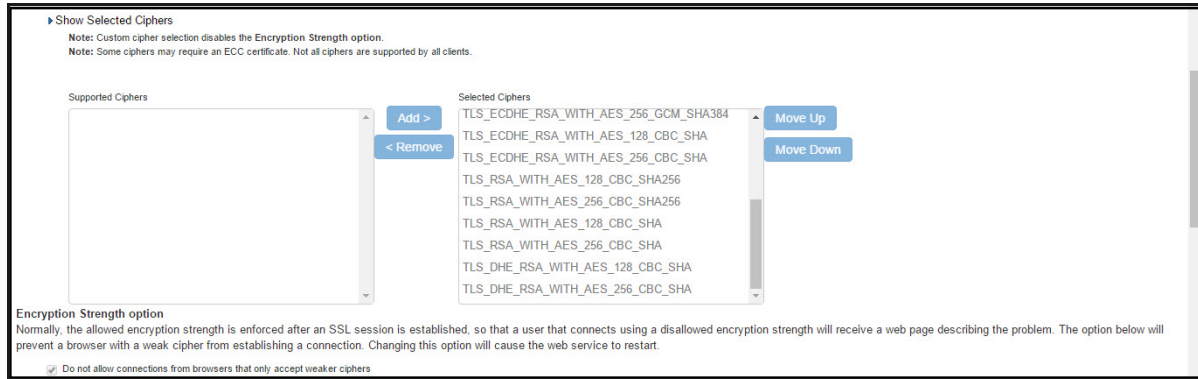 Show Selected Ciphers
Note: Custom cipher selection disables the Encryption Strength option.
Note: Some ciphers may require an ECC certificate. Not all ciphers are supported by all clients.
Supported Ciphers
Add >
< Remove
Selected Ciphers
TLS_ECDHE_RSA_WITH_AES_256_GCM_SHA384
TLS_ECDHE_RSA_WITH_AES_128_CBC_SHA
TLS_ECDHE_RSA_WITH_AES_256_CBC_SHA
TLS_RSA_WITH_AES_128_CBC_SHA256
TLS_RSA_WITH_AES_256_CBC_SHA256
TLS_RSA_WITH_AES_128_CBC_SHA
TLS_RSA_WITH_AES_256_CBC_SHA
TLS_DHE_RSA_WITH_AES_128_CBC_SHA
TLS_DHE_RSA_WITH_AES_256_CBC_SHA
Move Up
Move Down
Encryption Strength option
Normally, the allowed encryption strength is enforced after an SSL session is established, so that a user that connects using a disallowed encryption strength will receive a web page describing the problem. The option below will
prevent a browser with a weak cipher from establishing a connection. Changing this option will cause the web service to restart.
Do not allow connections from browsers that only accept weaker ciphers